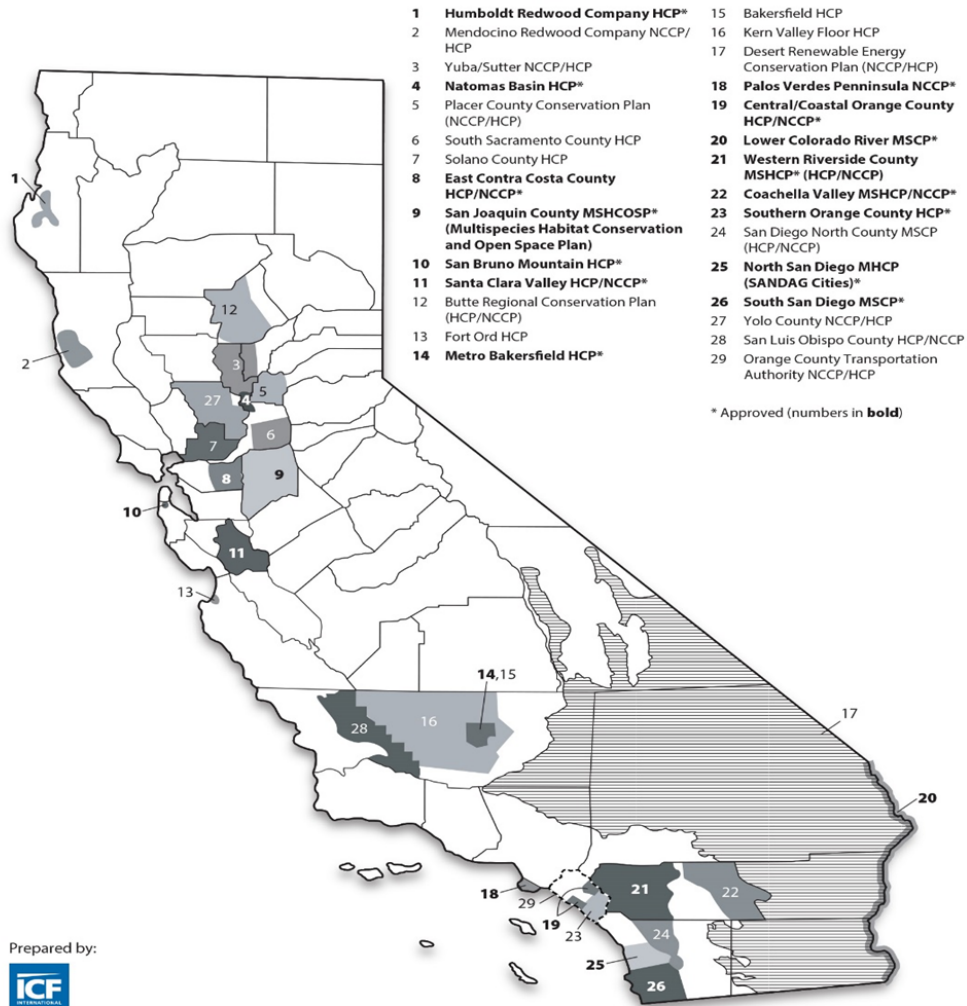 1 Humboldt Redwood Company HCP*
2 Mendocino Redwood Company NCCP/
HCP
3 Yuba/Sutter NCCP/HCP
4 Natomas Basin HCP*
5 Placer County Conservation Plan
(NCCP/HCP)
6 South Sacramento County HCP
7 Solano County HCP
8 East Contra Costa County
HCP/NCCP*
9 San Joaquin County MSHCOSP*
(Multispecies Habitat Conservation
and Open Space Plan)
10 San Bruno Mountain HCP*
11 Santa Clara Valley HCP/NCCP*
12 Butte Regional Conservation Plan
(HCP/NCCP)
13 Fort Ord HCP
14 Metro Bakersfield HCP*
15 Bakersfield HCP
16 Kern Valley Floor HCP
17 Desert Renewable Energy
Conservation Plan (NCCP/HCP)
18 Palos Verdes Penninsula NCCP*
19 Central/Coastal Orange County
HCP/NCCP*
20 Lower Colorado River MSCP*
21 Western Riverside County
MSHCP* (HCP/NCCP)
22 Coachella Valley MSHCP/NCCP*
23 Southern Orange County HCP*
24 San Diego North County MSCP
(HCP/NCCP)
25 North San Diego MHCP
(SANDAG Cities)*
26 South San Diego MSCP*
27 Yolo County NCCP/HCP
28 San Luis Obispo County HCP/NCCP
29 Orange County Transportation
Authority NCCP/HCP
* Approved (numbers in bold)
1
12
2
3
5
27
4
6
7
9
8
10
11
13
14,15
28
16
17
20
18
21
22
29
19
23
24
25
26
Prepared by:
ICF
INTERNATIONAL